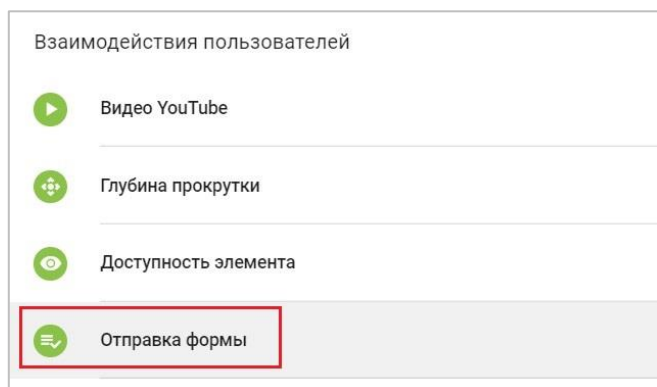 Взаимодействия пользователей
Видео YouTube
Глубина прокрутки
Доступность элемента
Отправка формы